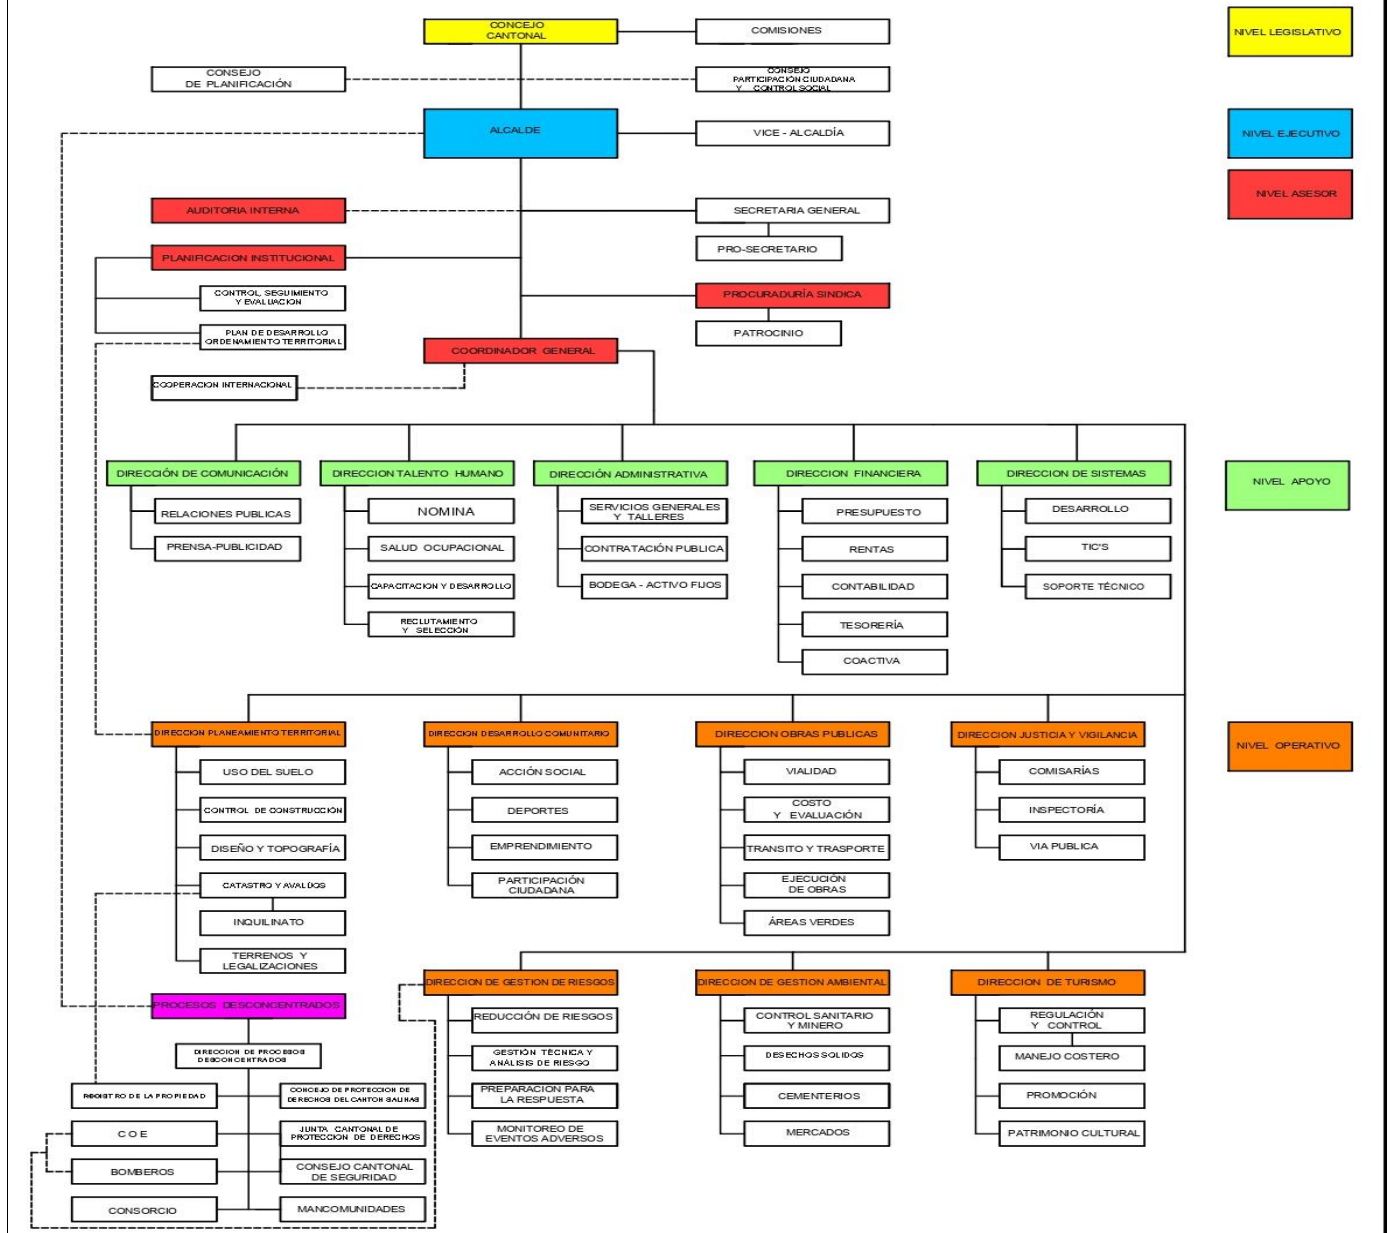 CONCEJO
CANTONAL
COMISIONES
NIVEL LEGISLATIVO
CONSEJO
DE PLANIFICACIÓN
CONSEJO
PARTICIPACIÓN CIUDADANA
Y CONTROL SOCIAL
ALCALDE
VICE - ALCALDÍA
NIVEL EJECUTIVO
NIVEL ASESOR
AUDITORIA INTERNA
SECRETARIA GENERAL
PRO-SECRETARIO
PLANIFICACION INSTITUCIONAL
CONTROL, SEGUIMIENTO
Y EVALUACION
PROCURADURÍA SINDICA
PATROCINIO
PLAN DE DESARROLLO
ORDENAMIENTO TERRITORIAL
COORDINADOR GENERAL
COOPERACION INTERNACIONAL
DIRECCIÓN DE COMUNICACIÓN
RELACIONES PUBLICAS
PRENSA-PUBLICIDAD
DIRECCION TALENTO HUMANO
NOMINA
SALUD OCUPACIONAL
CAPACITACION Y DESARROLLO
RECLUTAMIENTO
Y SELECCIÓN
DIRECCIÓN ADMINISTRATIVA
SERVICIOS GENERALES
Y TALLERES
CONTRATACIÓN PUBLICA
BODEGA - ACTIVO FIJOS
DIRECCION FINANCIERA
PRESUPUESTO
RENTAS
CONTABILIDAD
TESORERÍA
COACTIVA
DIRECCION DE SISTEMAS
DESARROLLO
TIC'S
SOPORTE TÉCNICO
NIVEL APOYO
DIRECCION PLANEAMIENTO TERRITORIAL
USO DEL SUELO
CONTROL DE CONSTRUCCIÓN
DISEÑO Y TOPOGRAFÍA
CATASTRO Y AVALÚOS
INQUILINATO
TERRENOS Y
LEGALIZACIONES
DIRECCION DESARROLLO COMUNITARIO
ACCIÓN SOCIAL
DEPORTES
EMPRENDIMIENTO
PARTICIPACIÓN
CIUDADANA
DIRECCION OBRAS PUBLICAS
VIALIDAD
COSTO
Y EVALUACIÓN
TRANSITO Y TRASPORTE
EJECUCIÓN
DE OBRAS
ÁREAS VERDES
DIRECCION JUSTICIA Y VIGILANCIA
COMISARÍAS
INSPECTORÍA
VIA PUBLICA
NIVEL OPERATIVO
PROCESOS DESCONCENTRADOS
DIRECCION DE PROCESOS
DESCONCENTRADOS
REGISTRO DE LA PROPIEDAD
CONCEJO DE PROTECCION DE
DERECHOS DEL CANTON SALINAS
C O E
JUNTA CANTONAL DE
PROTECCION DE DERECHOS
BOMBEROS
CONSEJO CANTONAL
DE SEGURIDAD
CONSORCIO
MANCOMUNIDADES
DIRECCION DE GESTION DE RIESGOS
REDUCCIÓN DE RIESGOS
GESTIÓN TÉCNICA Y
ANÁLISIS DE RIESGO
PREPARACION PARA
LA RESPUESTA
MONITOREO DE
EVENTOS ADVERSOS
DIRECCION DE GESTION AMBIENTAL
CONTROL SANITARIO
Y MINERO
DESECHOS SOLIDOS
CEMENTERIOS
MERCADOS
DIRECCION DE TURISMO
REGULACIÓN
Y CONTROL
MANEJO COSTERO
PROMOCIÓN
PATRIMONIO CULTURAL